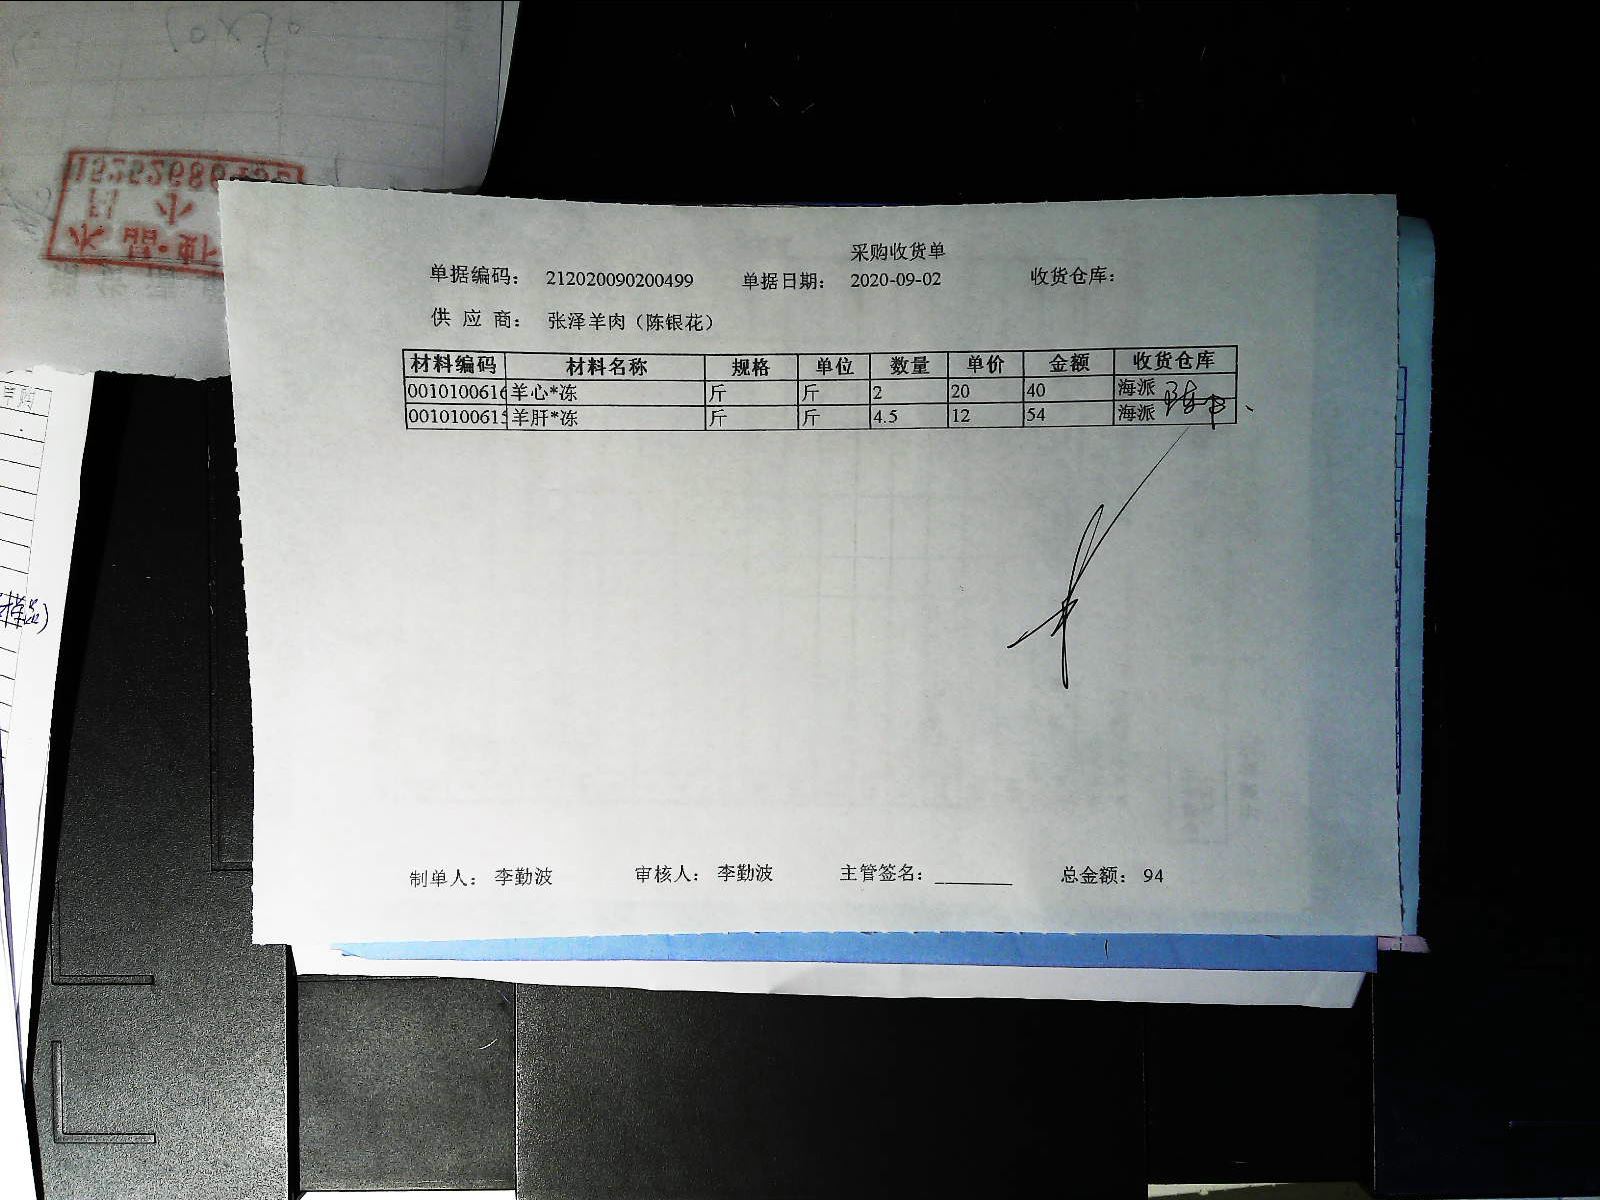 采购收货单
单据编码： 212020090200499 单据日期： 2020-09-02 收货仓库：
供 应 商： 张泽羊肉（陈银花）
材料编码 材料名称 规格 单位 数量 单价 金额 收货仓库
0010100616 羊心*冻 斤 斤 2 20 40 海派
0010100615 羊肝*冻 斤 斤 4.5 12 54 海派
制单人： 李勤波 审核人： 李勤波 主管签名：________ 总金额： 94